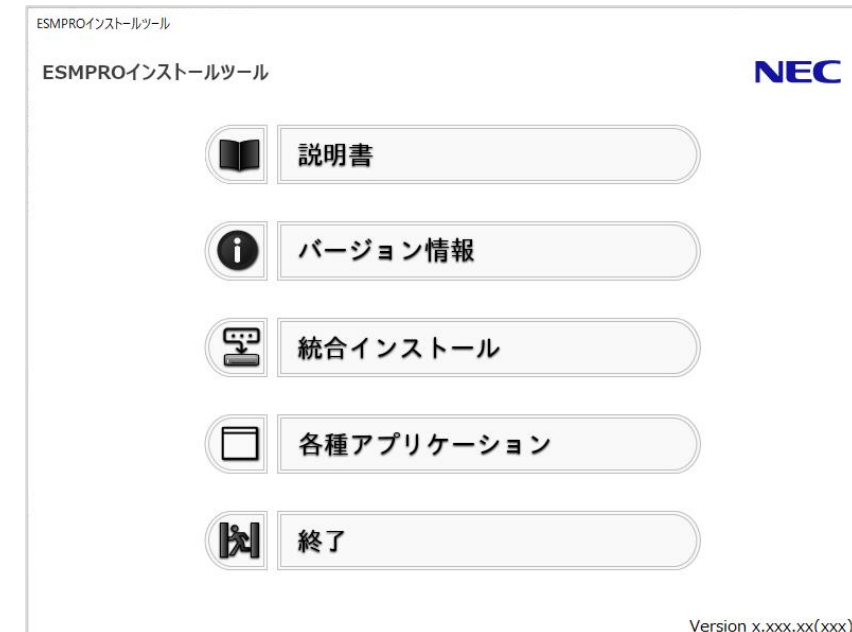 ESMPROインストールツール
ESMPROインストールツール
NEC
説明書
バージョン情報
統合インストール
各種アプリケーション
終了
Version x.xxx.xx(xxx)